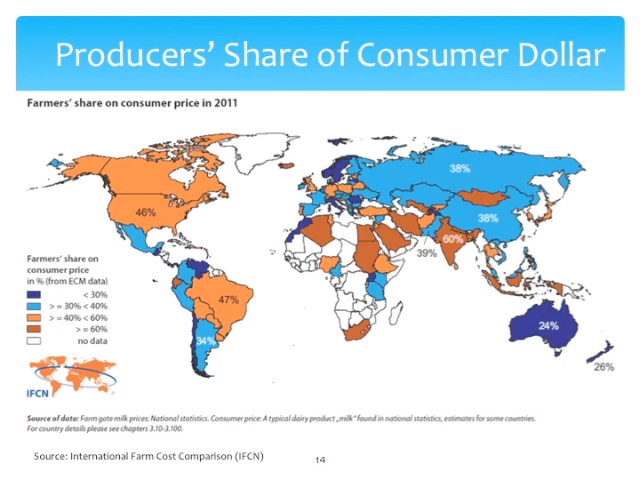 Producers' Share of Consumer Dollar
Farmers' share on consumer price in 2011
38%
46%
38%
60%
39%
Farmers' share on
consumer price
in % (from ECM data)
< 30%
> = 30% < 40%
> = 40% < 60%
> = 60%
no data
47%
34%
24%
26%
IFCN
Source of data: Farm gate milk prices: National statistics. Consumer price: A typical dairy product „milk" found in national statistics, estimates for some countries.
For country details please see chapters 3.10-3.100.
Source: International Farm Cost Comparison (IFCN)
14